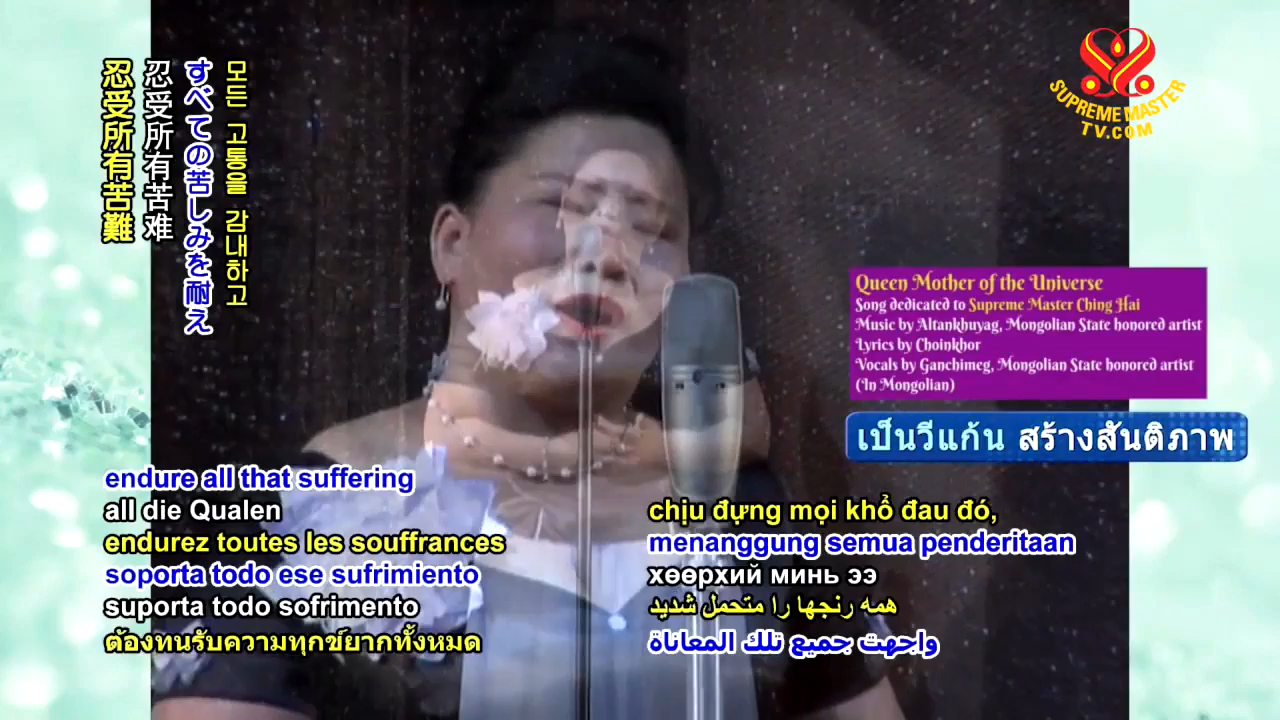 忍受所有苦難
忍受所有苦难
すべての苦しみを耐え
모든 고통을 감내하고
SUPREME MASTER
TV.COM
Queen Mother of the Universe
Song dedicated to Supreme Master Ching Hai
Music by Altankhuyag, Mongolian State honored artist
Lyrics by Choinkhor
Vocals by Ganchimeg, Mongolian State honored artist
(In Mongolian)
เป็นวีแก้น สร้างสันติภาพ
endure all that suffering
all die Qualen
endurez toutes les souffrances
soporta todo ese sufrimiento
suporta todo sofrimento
ต้องทนรับความทุกข์ยากทั้งหมด
chịu đựng mọi khổ đau đó,
menanggung semua penderitaan
хөөрхий минь ээ
همه رنجها را متحمل شدید
واجهت جميع تلك المعاناة